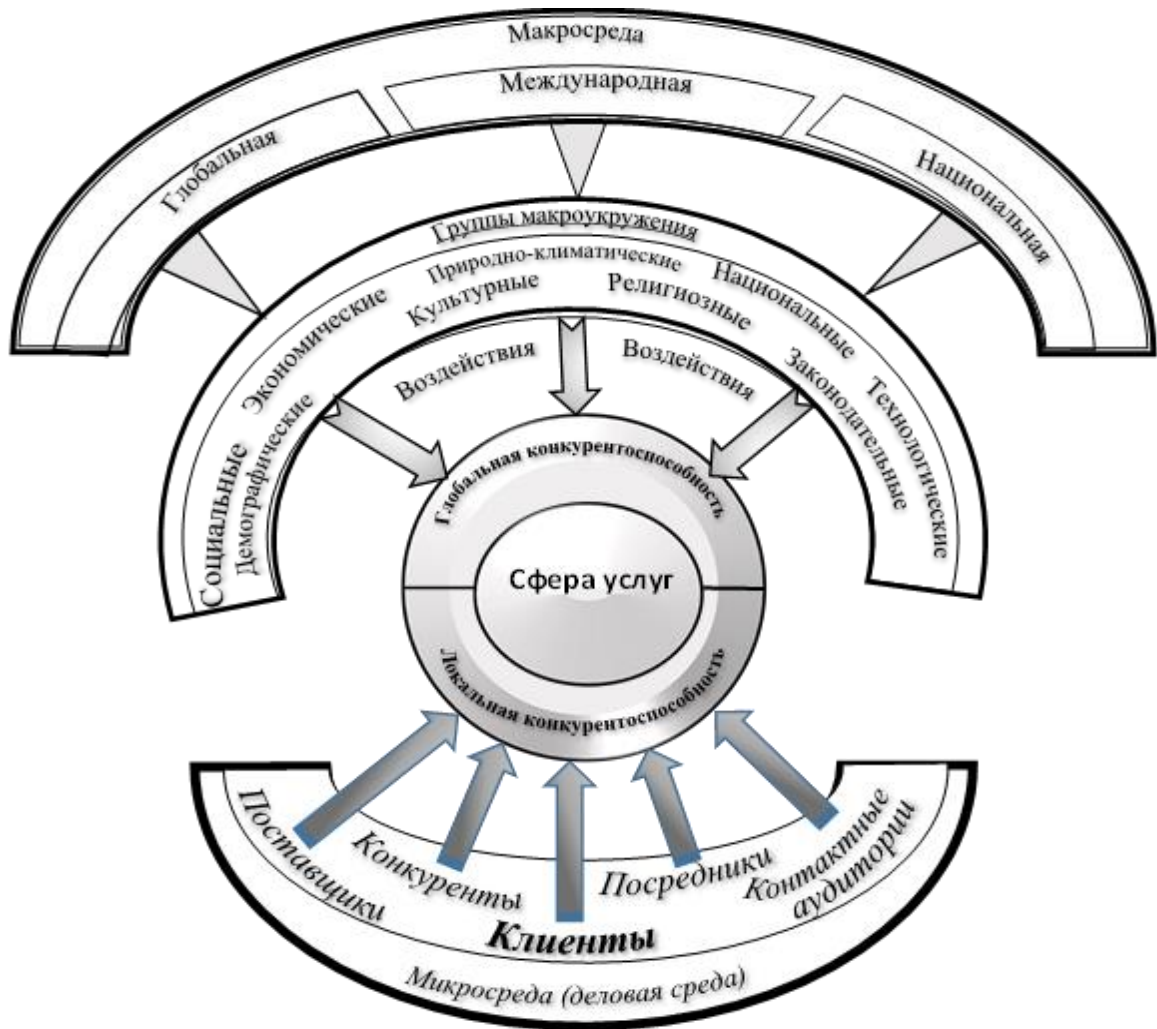 Макросреда
Международная
Глобальная
Национальная
Группы макроукружения
Природно-климатические
Национальные
Культурные
Религиозные
Экономические
Технологические
Социальные
Демографические
Законодательные
Воздействия
Воздействия
Глобальная конкурентоспособность
Сфера услуг
Локальная конкурентоспособность
Поставщики
Конкуренты
Клиенты
Посредники
Контактные
аудитории
Микросреда (деловая среда)